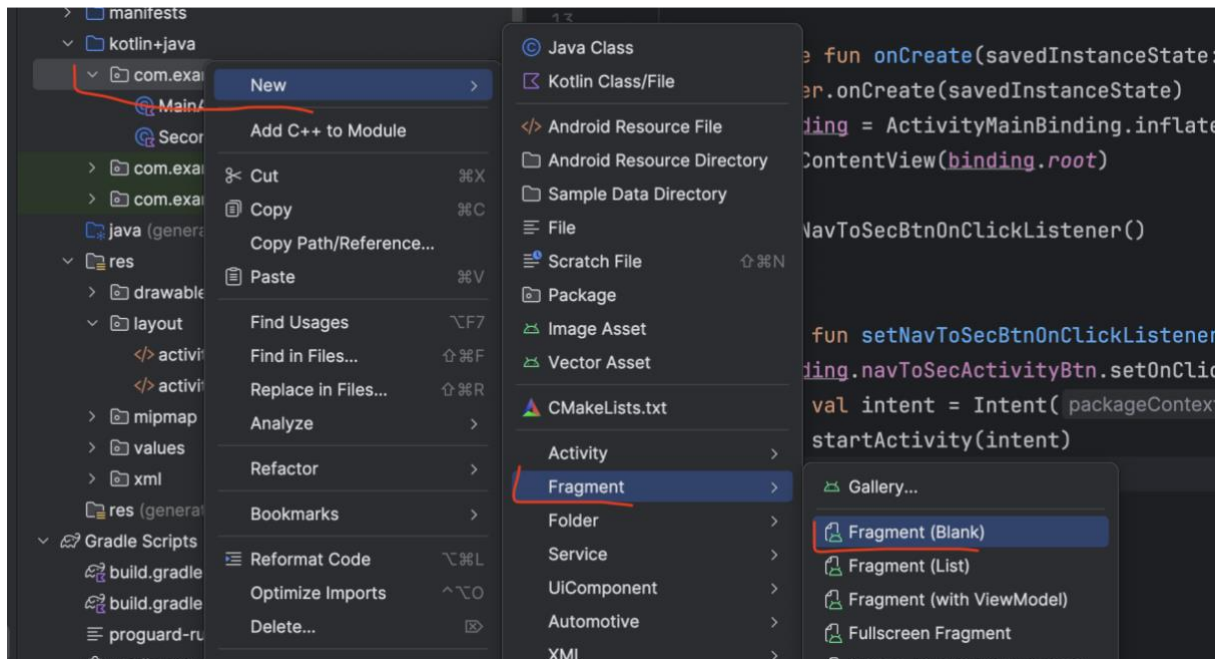 manifests
kotlin+java
com.exa
MainA
Secon
com.exa
com.exa
java (genera
res
drawable
layout
activit
activit
mipmap
values
xml
res (generat
Gradle Scripts
build.gradle
build.gradle
proguard-ru
New
Add C++ to Module
Cut ⌘X
Copy ⌘C
Copy Path/Reference...
Paste ⌘V
Find Usages ⌥F7
Find in Files... ⇧⌘F
Replace in Files... ⇧⌘R
Analyze
Refactor
Bookmarks
Reformat Code ⌥⌘L
Optimize Imports ^⌥O
Delete... ⌦
Java Class
Kotlin Class/File
Android Resource File
Android Resource Directory
Sample Data Directory
File
Scratch File ⇧⌘N
Package
Image Asset
Vector Asset
CMakeLists.txt
Activity
Fragment
Folder
Service
UiComponent
Automotive
XML
Gallery...
Fragment (Blank)
Fragment (List)
Fragment (with ViewModel)
Fullscreen Fragment
13
e fun onCreate(savedInstanceState:
er.onCreate(savedInstanceState)
ding = ActivityMainBinding.inflate
ContentView(binding.root)
NavToSecBtnOnClickListener()
fun setNavToSecBtnOnClickListener
ding.navToSecActivityBtn.setOnClic
val intent = Intent( packageContext
startActivity(intent)